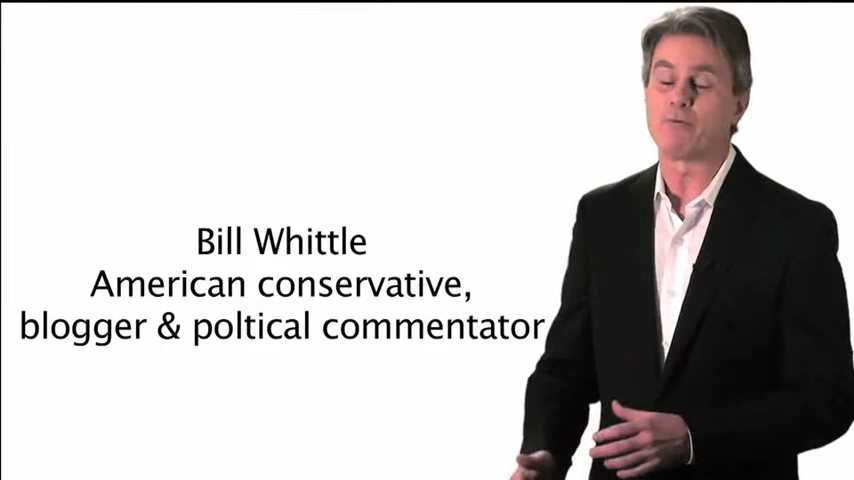 Bill Whittle
American conservative,
blogger & poltical commentator